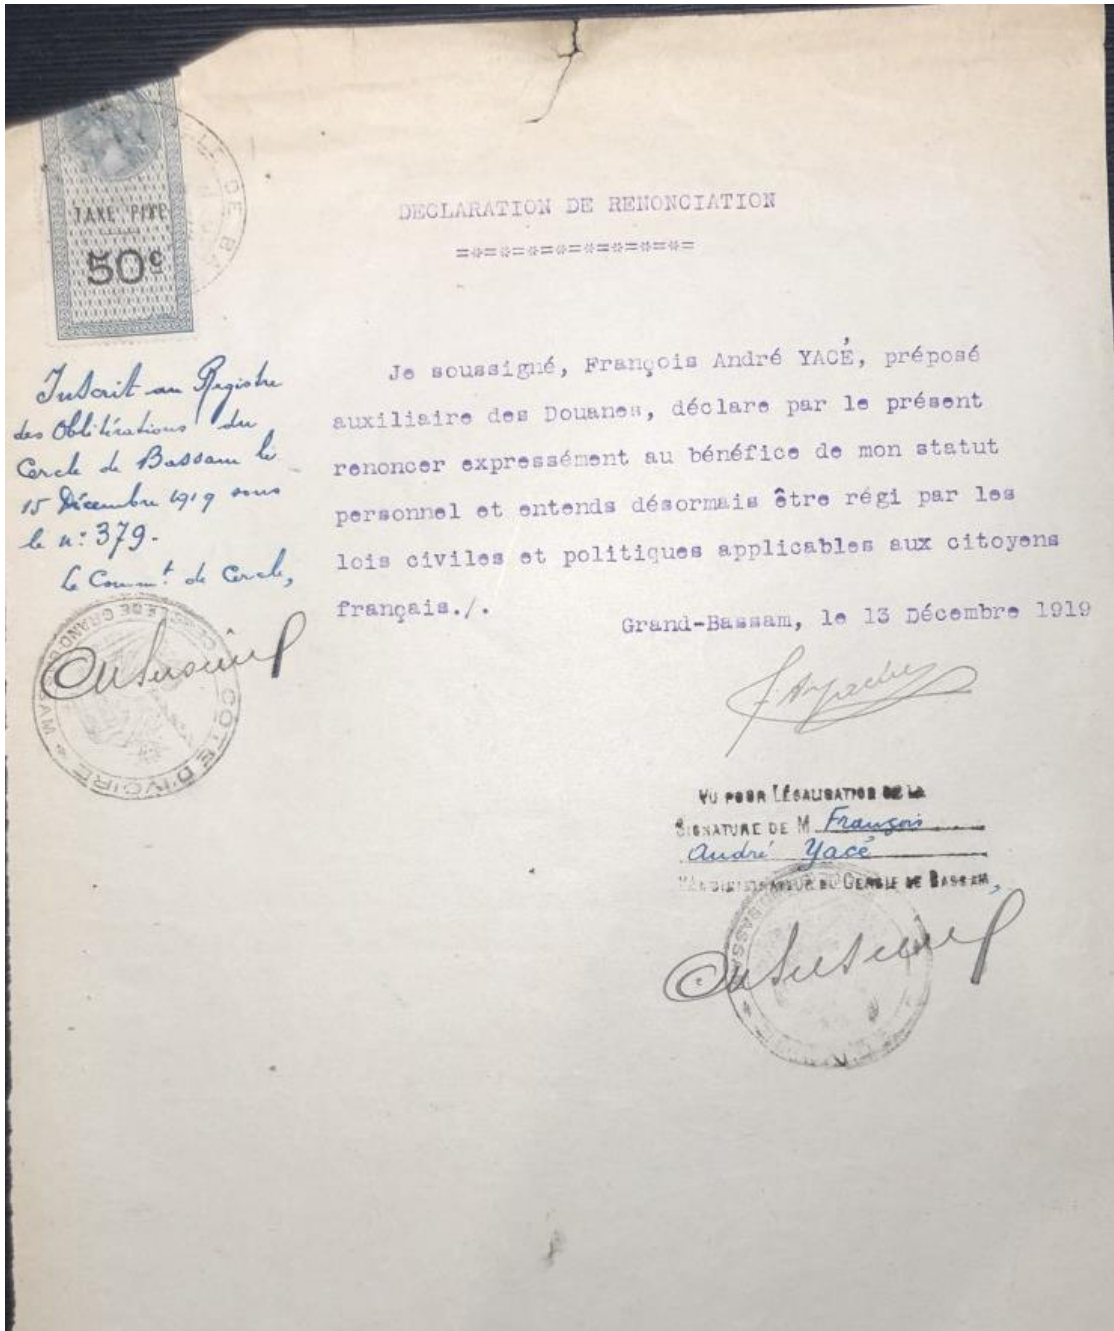 TAXE FIXE
50c
DECLARATION DE RENONCIATION
=*=*=*=*=*=*=*=*=
Je soussigné, François André YACÉ, préposé
auxiliaire des Douanes, déclare par le présent
renoncer expressément au bénéfice de mon statut
personnel et entends désormais être régi par les
lois civiles et politiques applicables aux citoyens
français./.
Grand-Bassam, le 13 Décembre 1919
Inscrit au Registre
des Oblitérations du
Cercle de Bassam le
15 Décembre 1919 sous
le n: 379.
Le Commt de Cercle,
CÔTE D'IVOIRE
VU POUR LÉGALISATION DE LA
SIGNATURE DE M François
André Yacé
L'ADMINISTRATEUR DU CERCLE DE BASSAM,